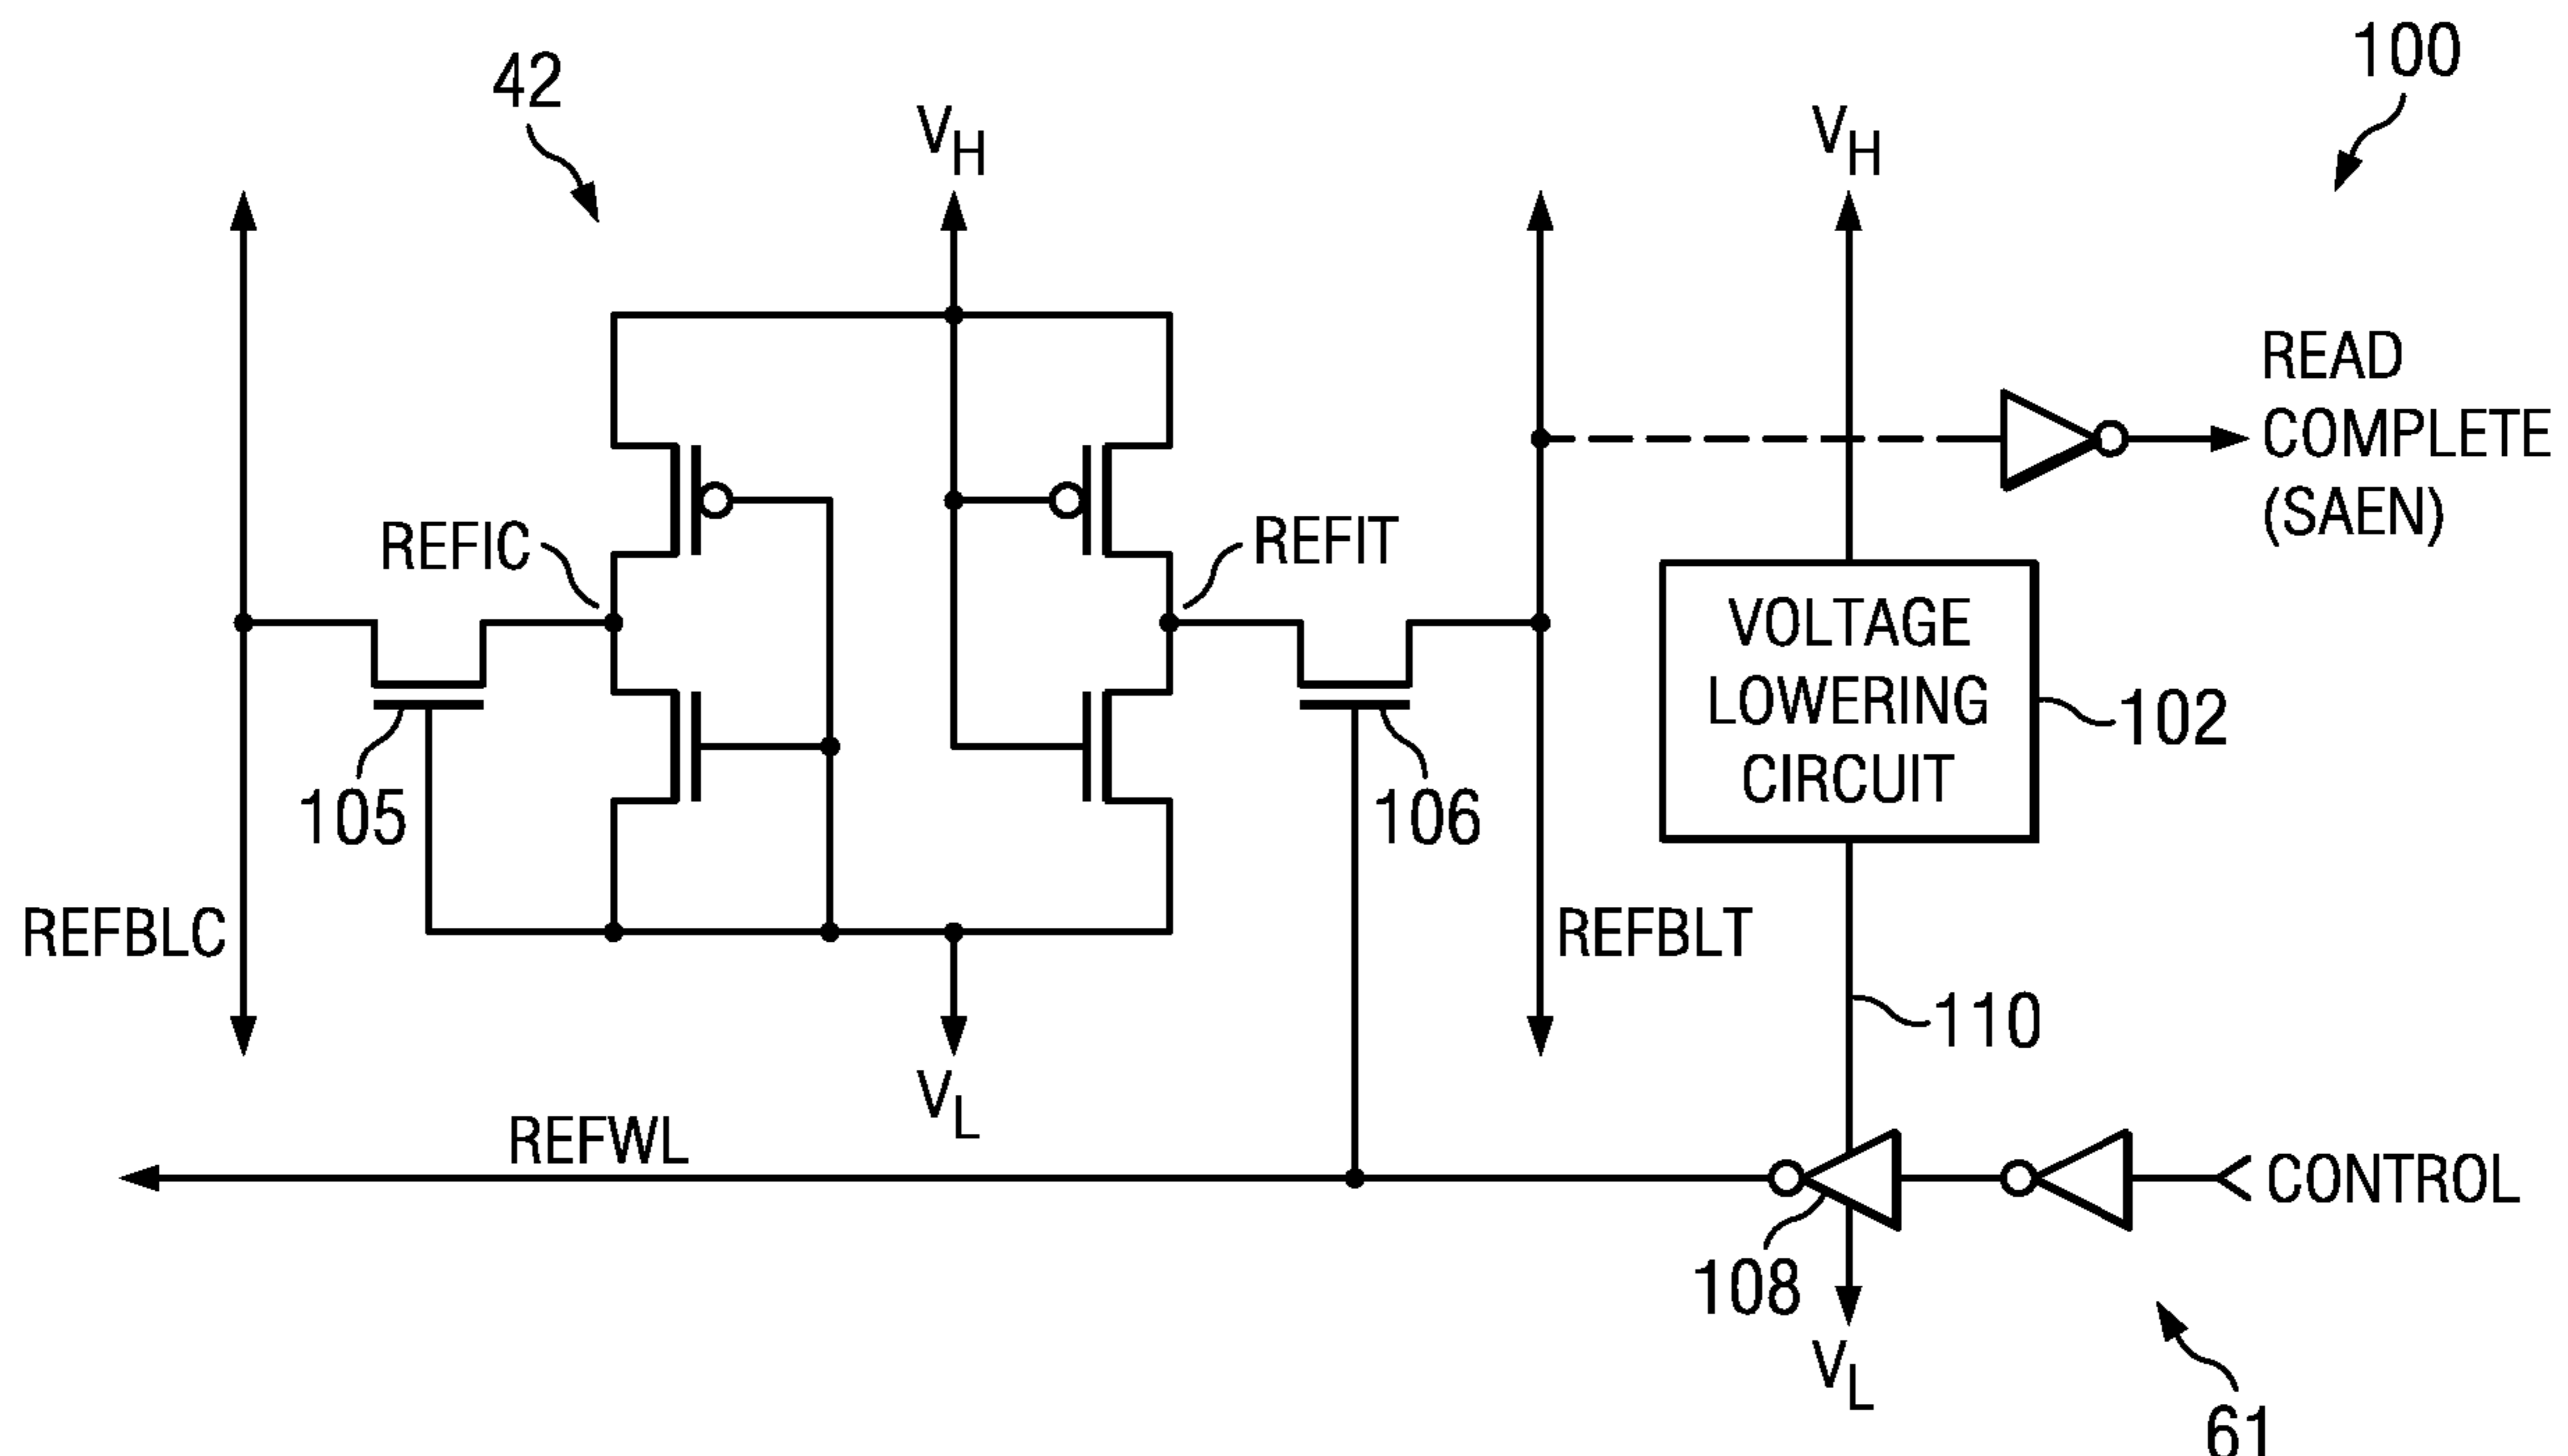 100
42
VH
VH
READ
COMPLETE
(SAEN)
REFIC
REFIT
VOLTAGE
LOWERING
CIRCUIT
102
105
106
REFBLC
REFBLT
110
VL
REFWL
CONTROL
108
VL
61